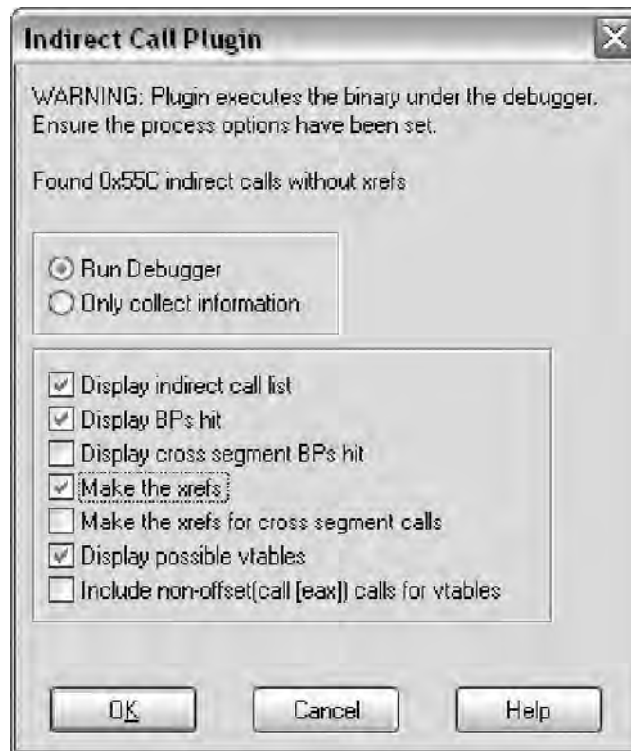 Indirect Call Plugin
WARNING: Plugin executes the binary under the debugger.
Ensure the process options have been set.
Found 0x55C indirect calls without xrefs
Run Debugger
Only collect information
Display indirect call list
Display BPs hit
Display cross segment BPs hit
Make the xrefs
Make the xrefs for cross segment calls
Display possible vtables
Include non-offset(call [eax]) calls for vtables
OK Cancel Help